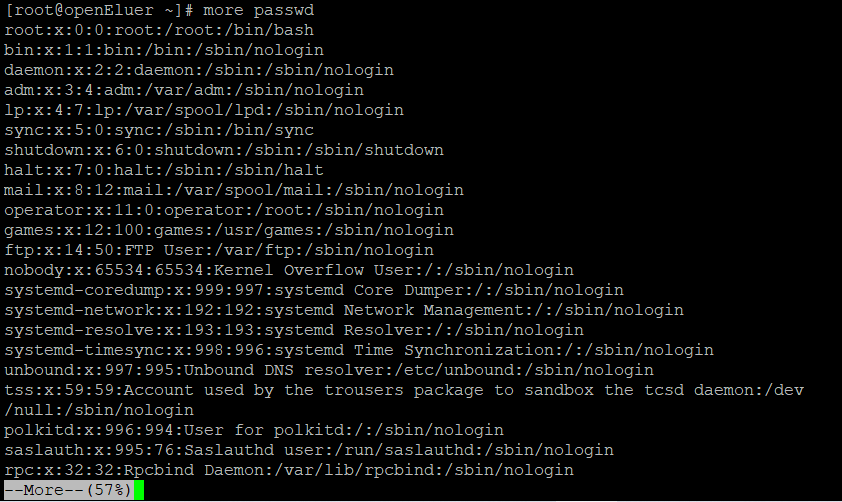 [root@openEluer ~]# more passwd
root:x:0:0:root:/root:/bin/bash
bin:x:1:1:bin:/bin:/sbin/nologin
daemon:x:2:2:daemon:/sbin:/sbin/nologin
adm:x:3:4:adm:/var/adm:/sbin/nologin
lp:x:4:7:lp:/var/spool/lpd:/sbin/nologin
sync:x:5:0:sync:/sbin:/bin/sync
shutdown:x:6:0:shutdown:/sbin:/sbin/shutdown
halt:x:7:0:halt:/sbin:/sbin/halt
mail:x:8:12:mail:/var/spool/mail:/sbin/nologin
operator:x:11:0:operator:/root:/sbin/nologin
games:x:12:100:games:/usr/games:/sbin/nologin
ftp:x:14:50:FTP User:/var/ftp:/sbin/nologin
nobody:x:65534:65534:Kernel Overflow User:/:/sbin/nologin
systemd-coredump:x:999:997:systemd Core Dumper:/:/sbin/nologin
systemd-network:x:192:192:systemd Network Management:/:/sbin/nologin
systemd-resolve:x:193:193:systemd Resolver:/:/sbin/nologin
systemd-timesync:x:998:996:systemd Time Synchronization:/:/sbin/nologin
unbound:x:997:995:Unbound DNS resolver:/etc/unbound:/sbin/nologin
tss:x:59:59:Account used by the trousers package to sandbox the tcsd daemon:/dev
/null:/sbin/nologin
polkitd:x:996:994:User for polkitd:/:/sbin/nologin
saslauth:x:995:76:Saslauthd user:/run/saslauthd:/sbin/nologin
rpc:x:32:32:Rpcbind Daemon:/var/lib/rpcbind:/sbin/nologin
--More--(57%)